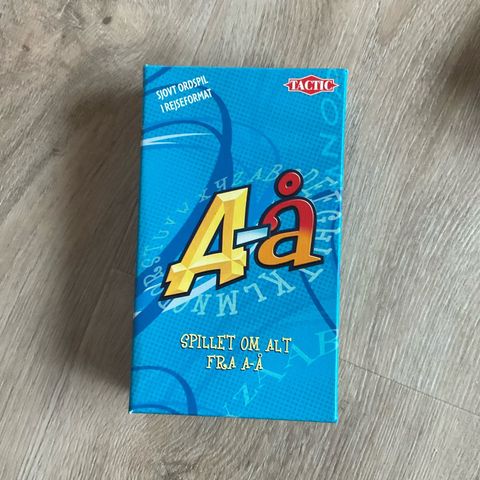 SJOVT ORDSPIL
I REJSEFORMAT
TACTIC
A-å
SPILLET OM ALT
FRA A-Å